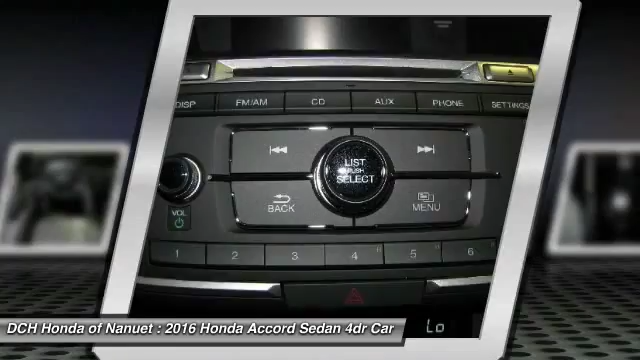 DISP FM/AM CD AUX PHONE SETTINGS
LIST
PUSH
SELECT
BACK
MENU
VOL
1 2 3 4 5 6
Lo
DCH Honda of Nanuet : 2016 Honda Accord Sedan 4dr Car